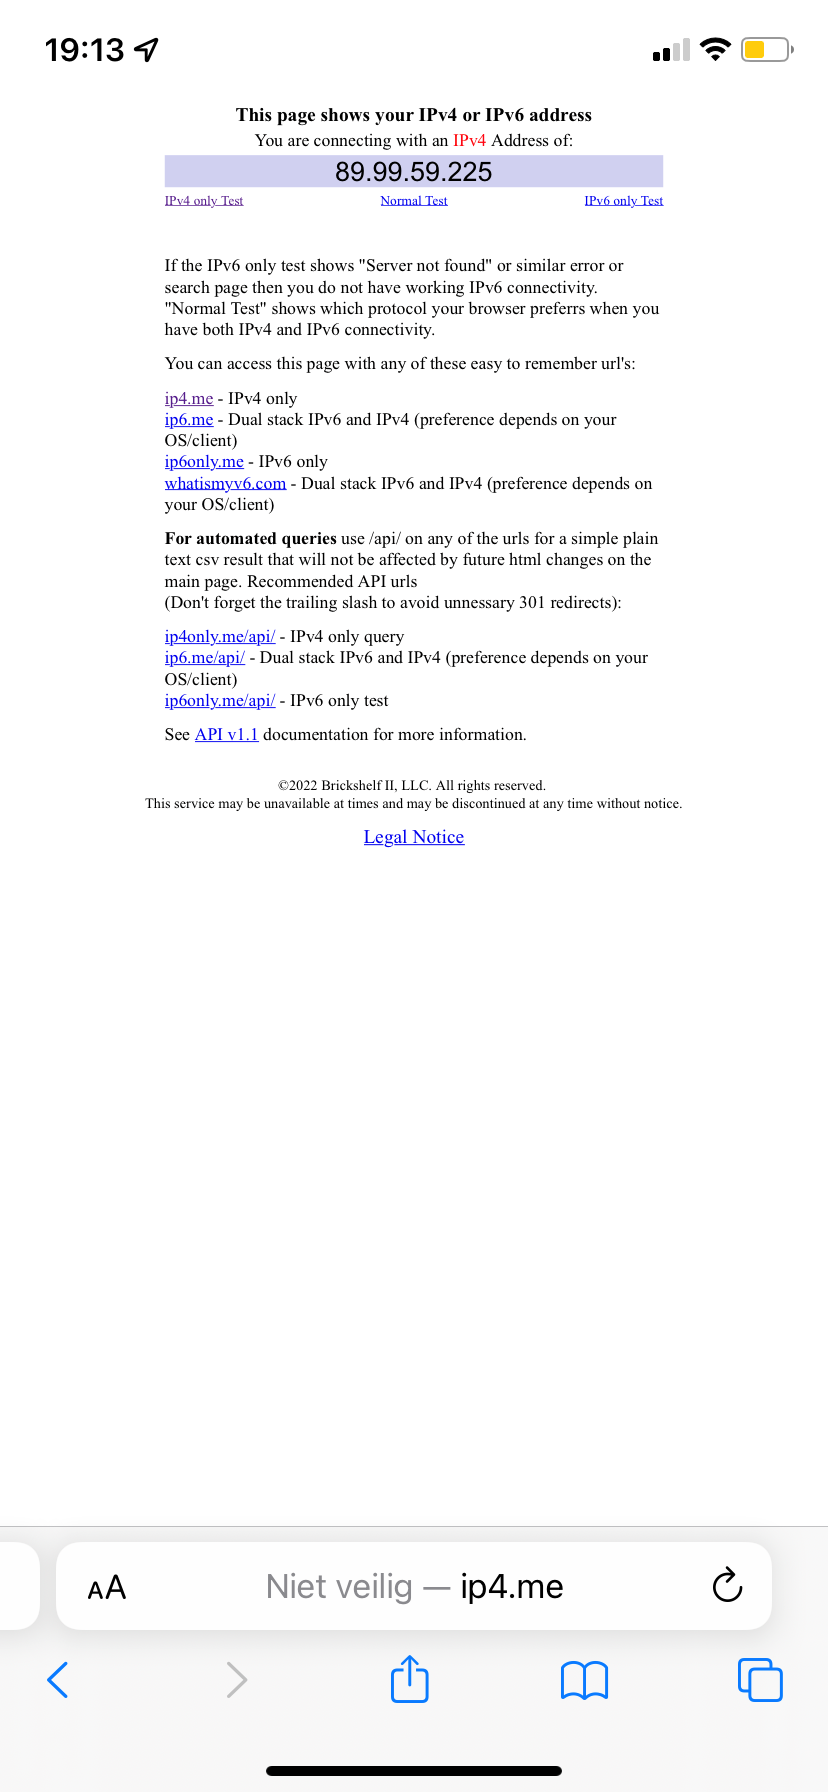 19:13
This page shows your IPv4 or IPv6 address
You are connecting with an IPv4 Address of:
89.99.59.225
IPv4 only Test Normal Test IPv6 only Test
If the IPv6 only test shows "Server not found" or similar error or
search page then you do not have working IPv6 connectivity.
"Normal Test" shows which protocol your browser preferrs when you
have both IPv4 and IPv6 connectivity.
You can access this page with any of these easy to remember url's:
ip4.me - IPv4 only
ip6.me - Dual stack IPv6 and IPv4 (preference depends on your
OS/client)
ip6only.me - IPv6 only
whatismyv6.com - Dual stack IPv6 and IPv4 (preference depends on
your OS/client)
For automated queries use /api/ on any of the urls for a simple plain
text csv result that will not be affected by future html changes on the
main page. Recommended API urls
(Don't forget the trailing slash to avoid unnessary 301 redirects):
ip4only.me/api/ - IPv4 only query
ip6.me/api/ - Dual stack IPv6 and IPv4 (preference depends on your
OS/client)
ip6only.me/api/ - IPv6 only test
See API v1.1 documentation for more information.
©2022 Brickshelf II, LLC. All rights reserved.
This service may be unavailable at times and may be discontinued at any time without notice.
Legal Notice
AA Niet veilig — ip4.me